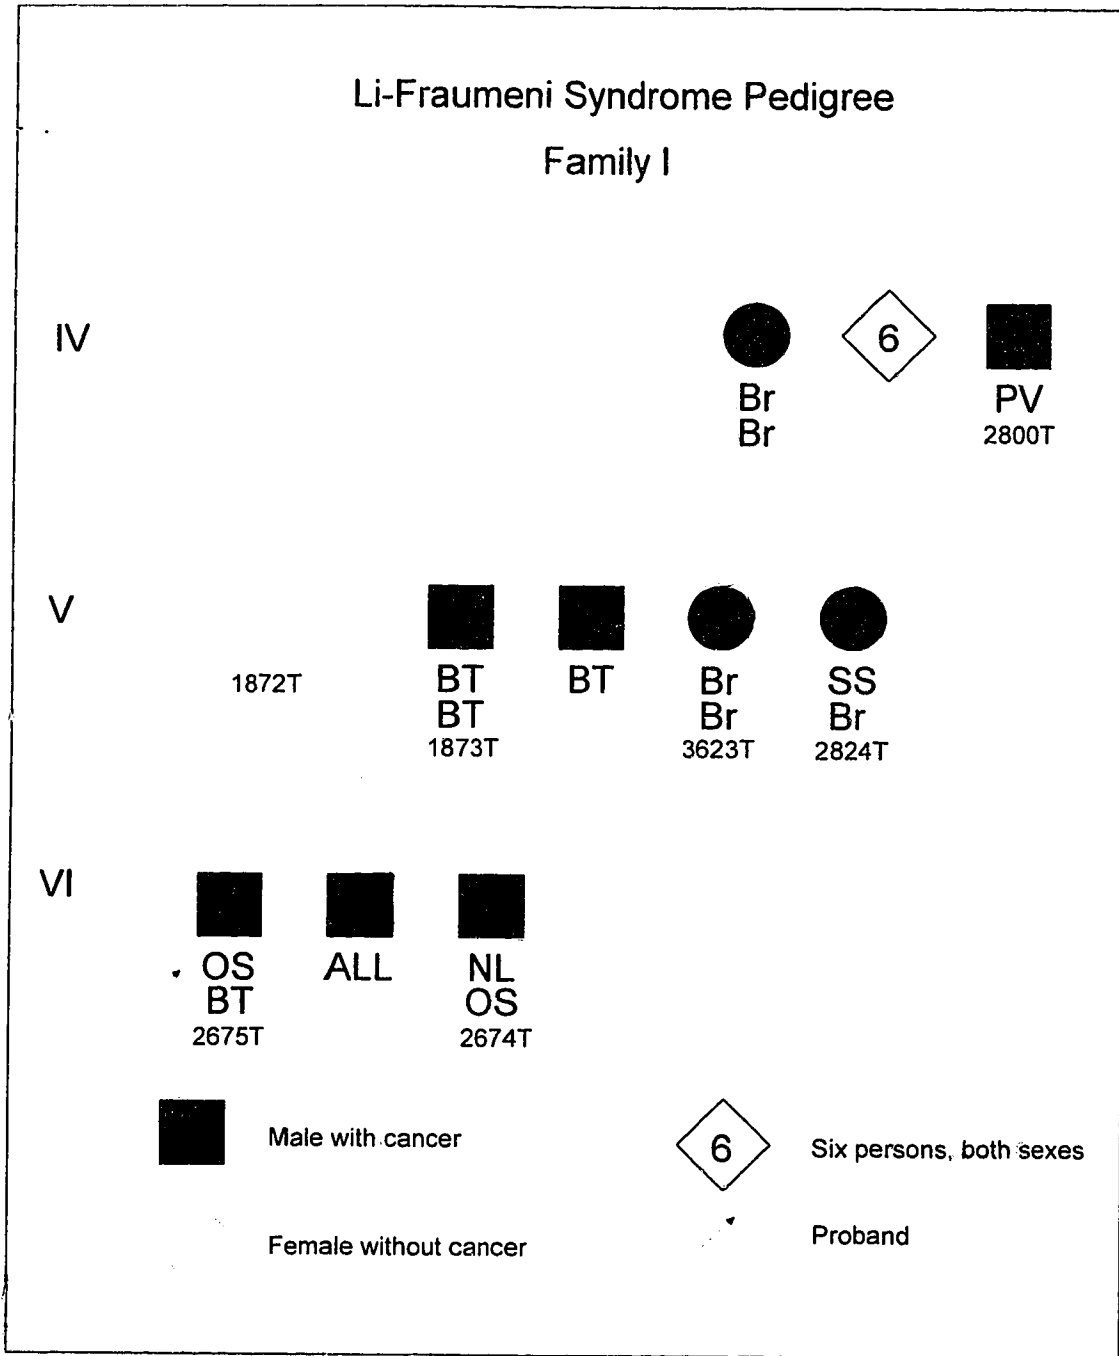 Li-Fraumeni Syndrome Pedigree
Family I
IV
6
Br
Br
PV
2800T
V
1872T
BT
BT
1873T
BT
Br
Br
3623T
SS
Br
2824T
VI
OS
BT
2675T
ALL
NL
OS
2674T
Male with cancer
6
Six persons, both sexes
Female without cancer
Proband